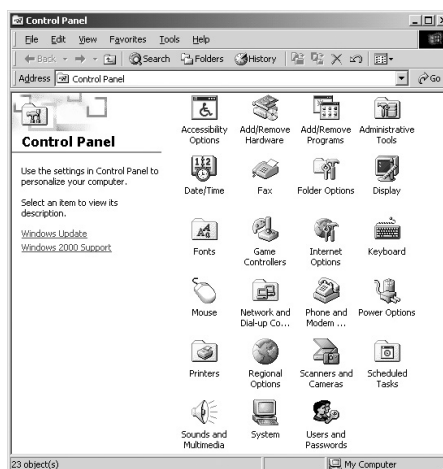 Control Panel
File Edit View Favorites Tools Help
Back Search Folders History
Address Control Panel Go
Control Panel
Use the settings in Control Panel to
personalize your computer.
Select an item to view its
description.
Windows Update
Windows 2000 Support
Accessibility
Options
Add/Remove
Hardware
Add/Remove
Programs
Administrative
Tools
Date/Time
Fax
Folder Options
Display
Fonts
Game
Controllers
Internet
Options
Keyboard
Mouse
Network and
Dial-up Co...
Phone and
Modem ...
Power Options
Printers
Regional
Options
Scanners and
Cameras
Scheduled
Tasks
Sounds and
Multimedia
System
Users and
Passwords
23 object(s) My Computer